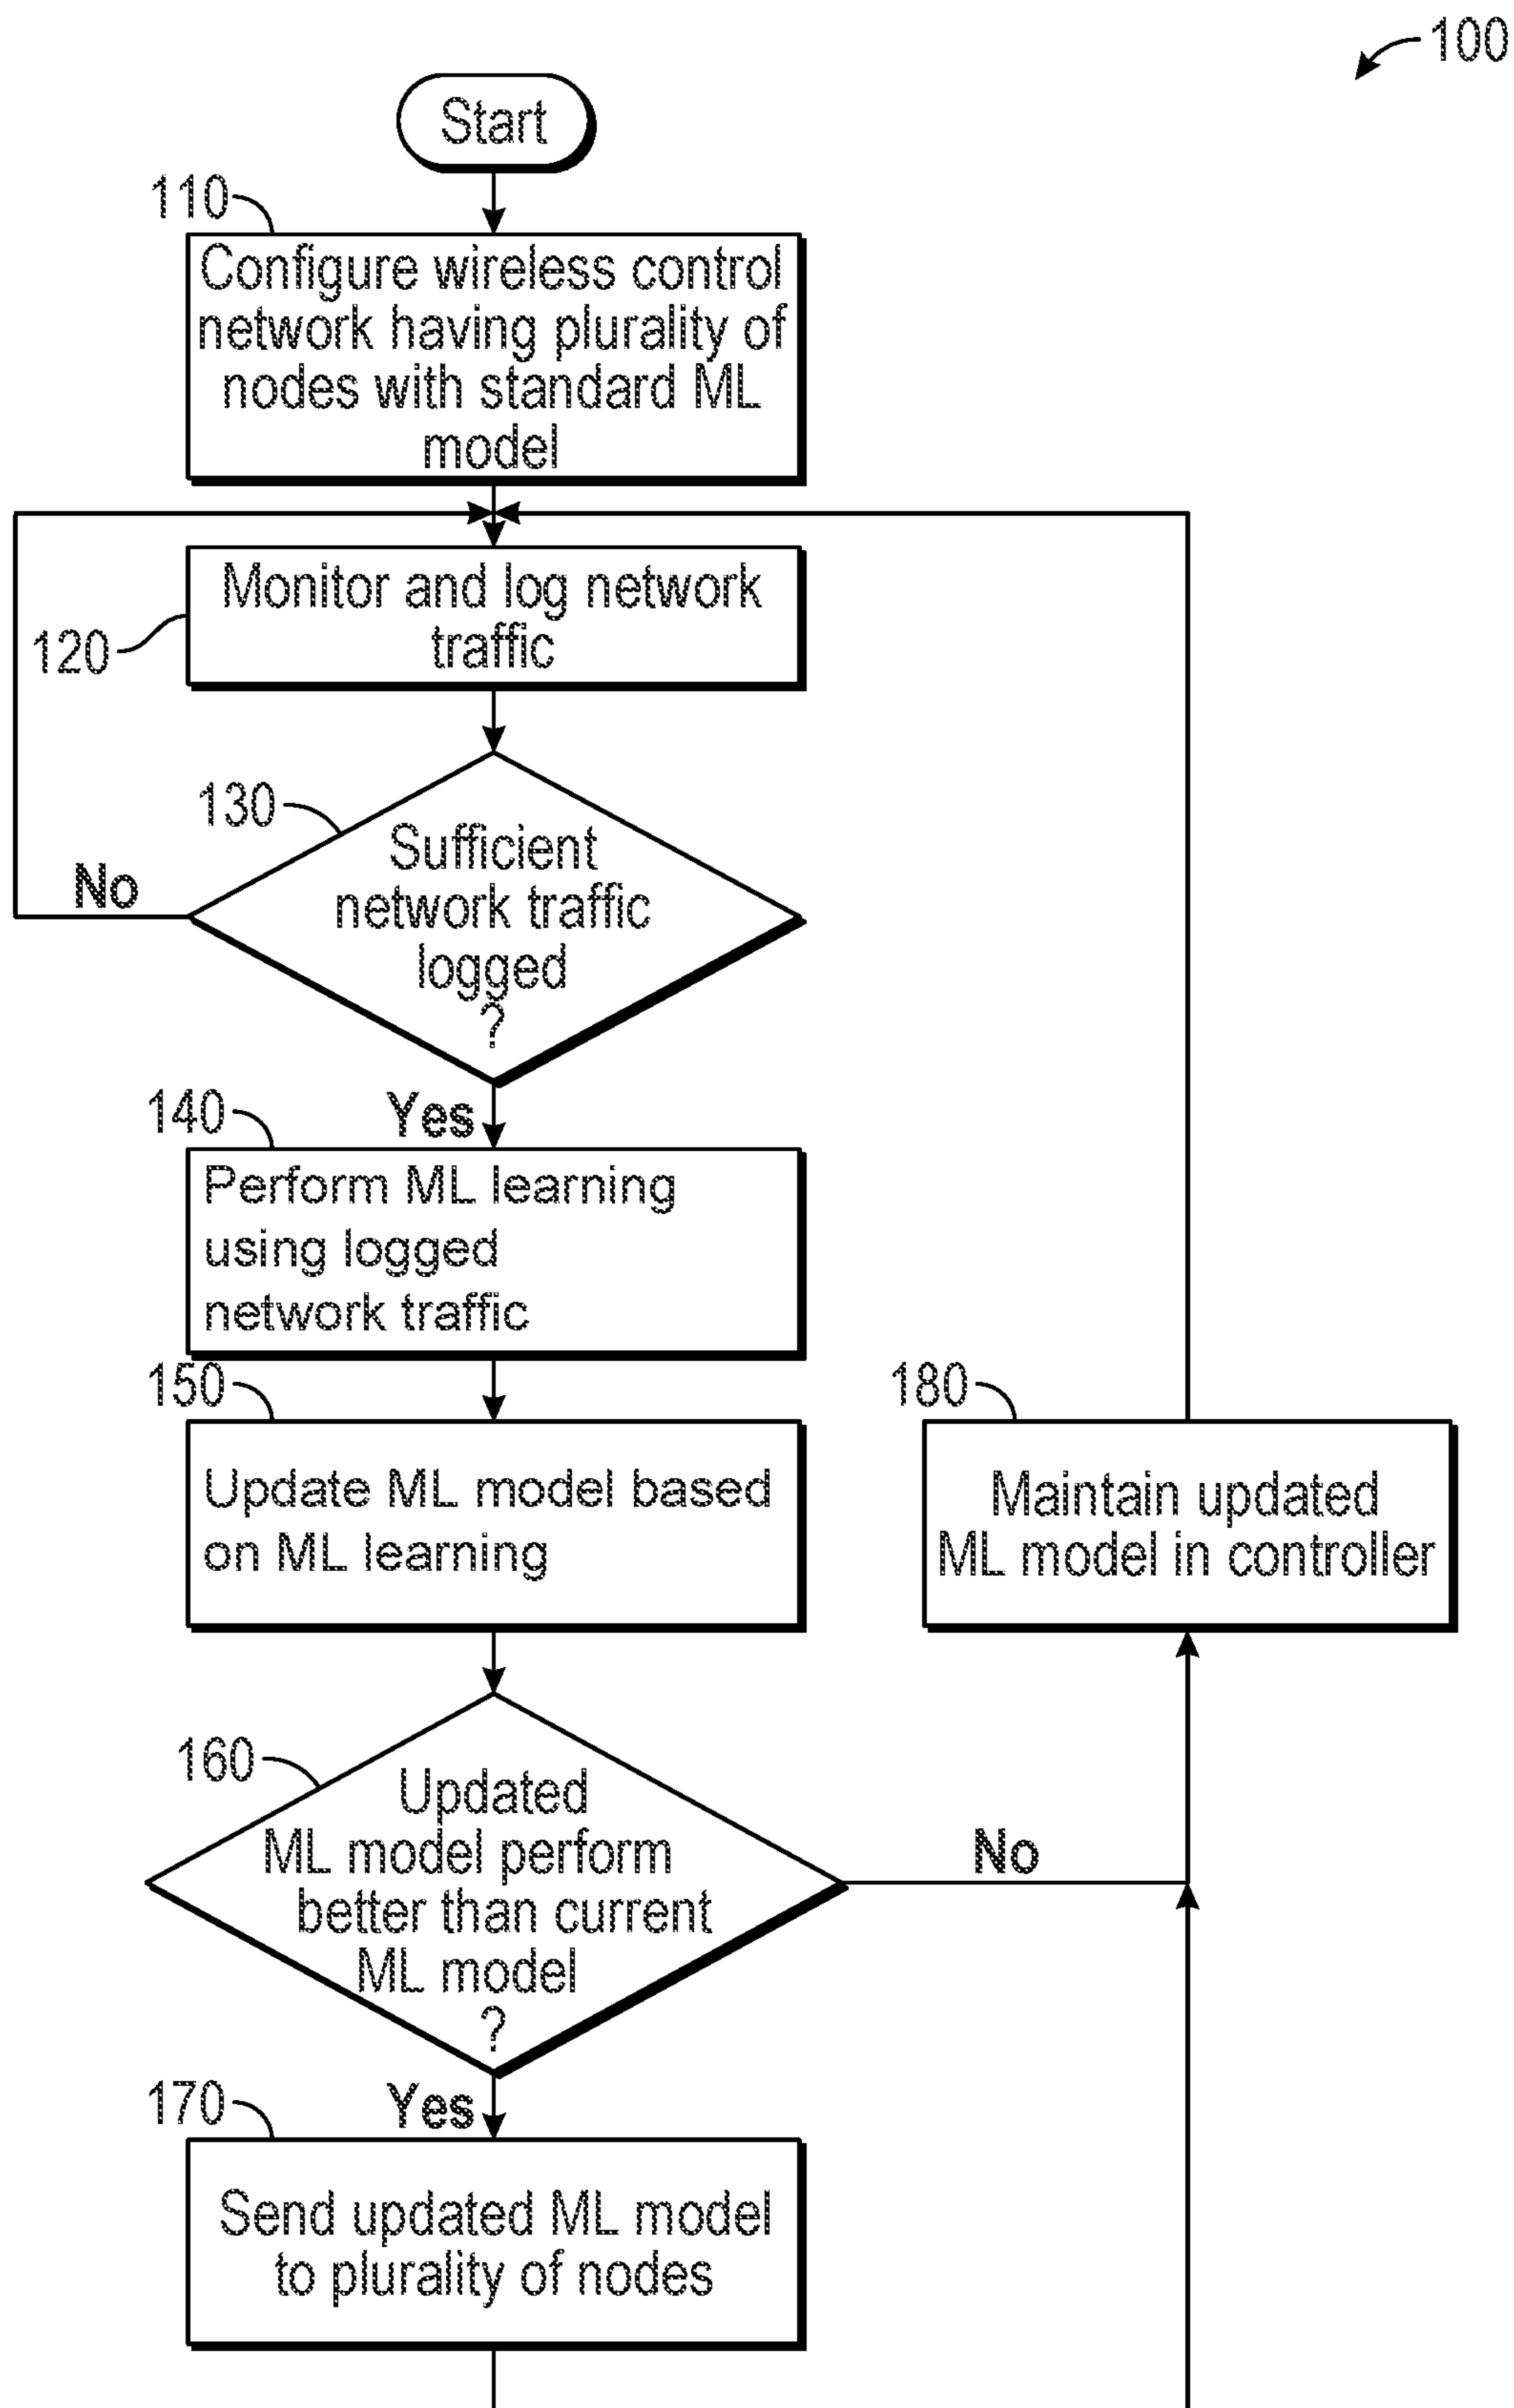 100
Start
110
Configure wireless control
network having plurality of
nodes with standard ML
model
Monitor and log network
traffic
120
130
Sufficient
network traffic
logged
?
No
Yes
140
Perform ML learning
using logged
network traffic
150
Update ML model based
on ML learning
180
Maintain updated
ML model in controller
160
Updated
ML model perform
better than current
ML model
?
No
Yes
170
Send updated ML model
to plurality of nodes